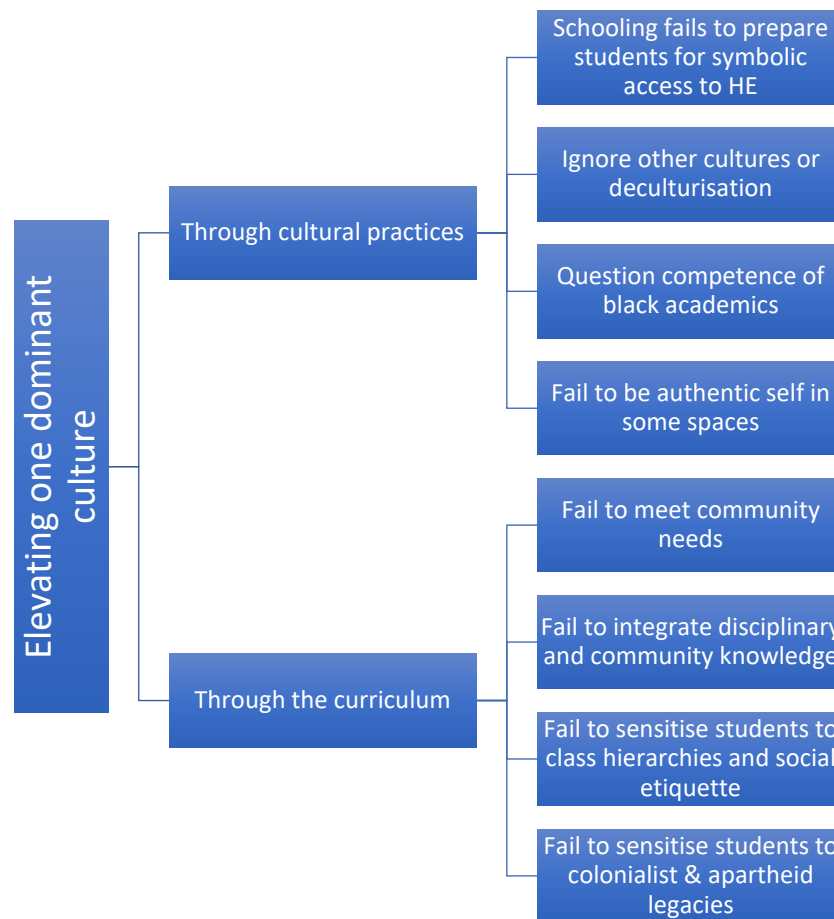 Elevating one dominant
culture
Through cultural practices
Schooling fails to prepare
students for symbolic
access to HE
Ignore other cultures or
deculturisation
Question competence of
black academics
Fail to be authentic self in
some spaces
Through the curriculum
Fail to meet community
needs
Fail to integrate disciplinary
and community knowledge
Fail to sensitise students to
class hierarchies and social
etiquette
Fail to sensitise students to
colonialist & apartheid
legacies